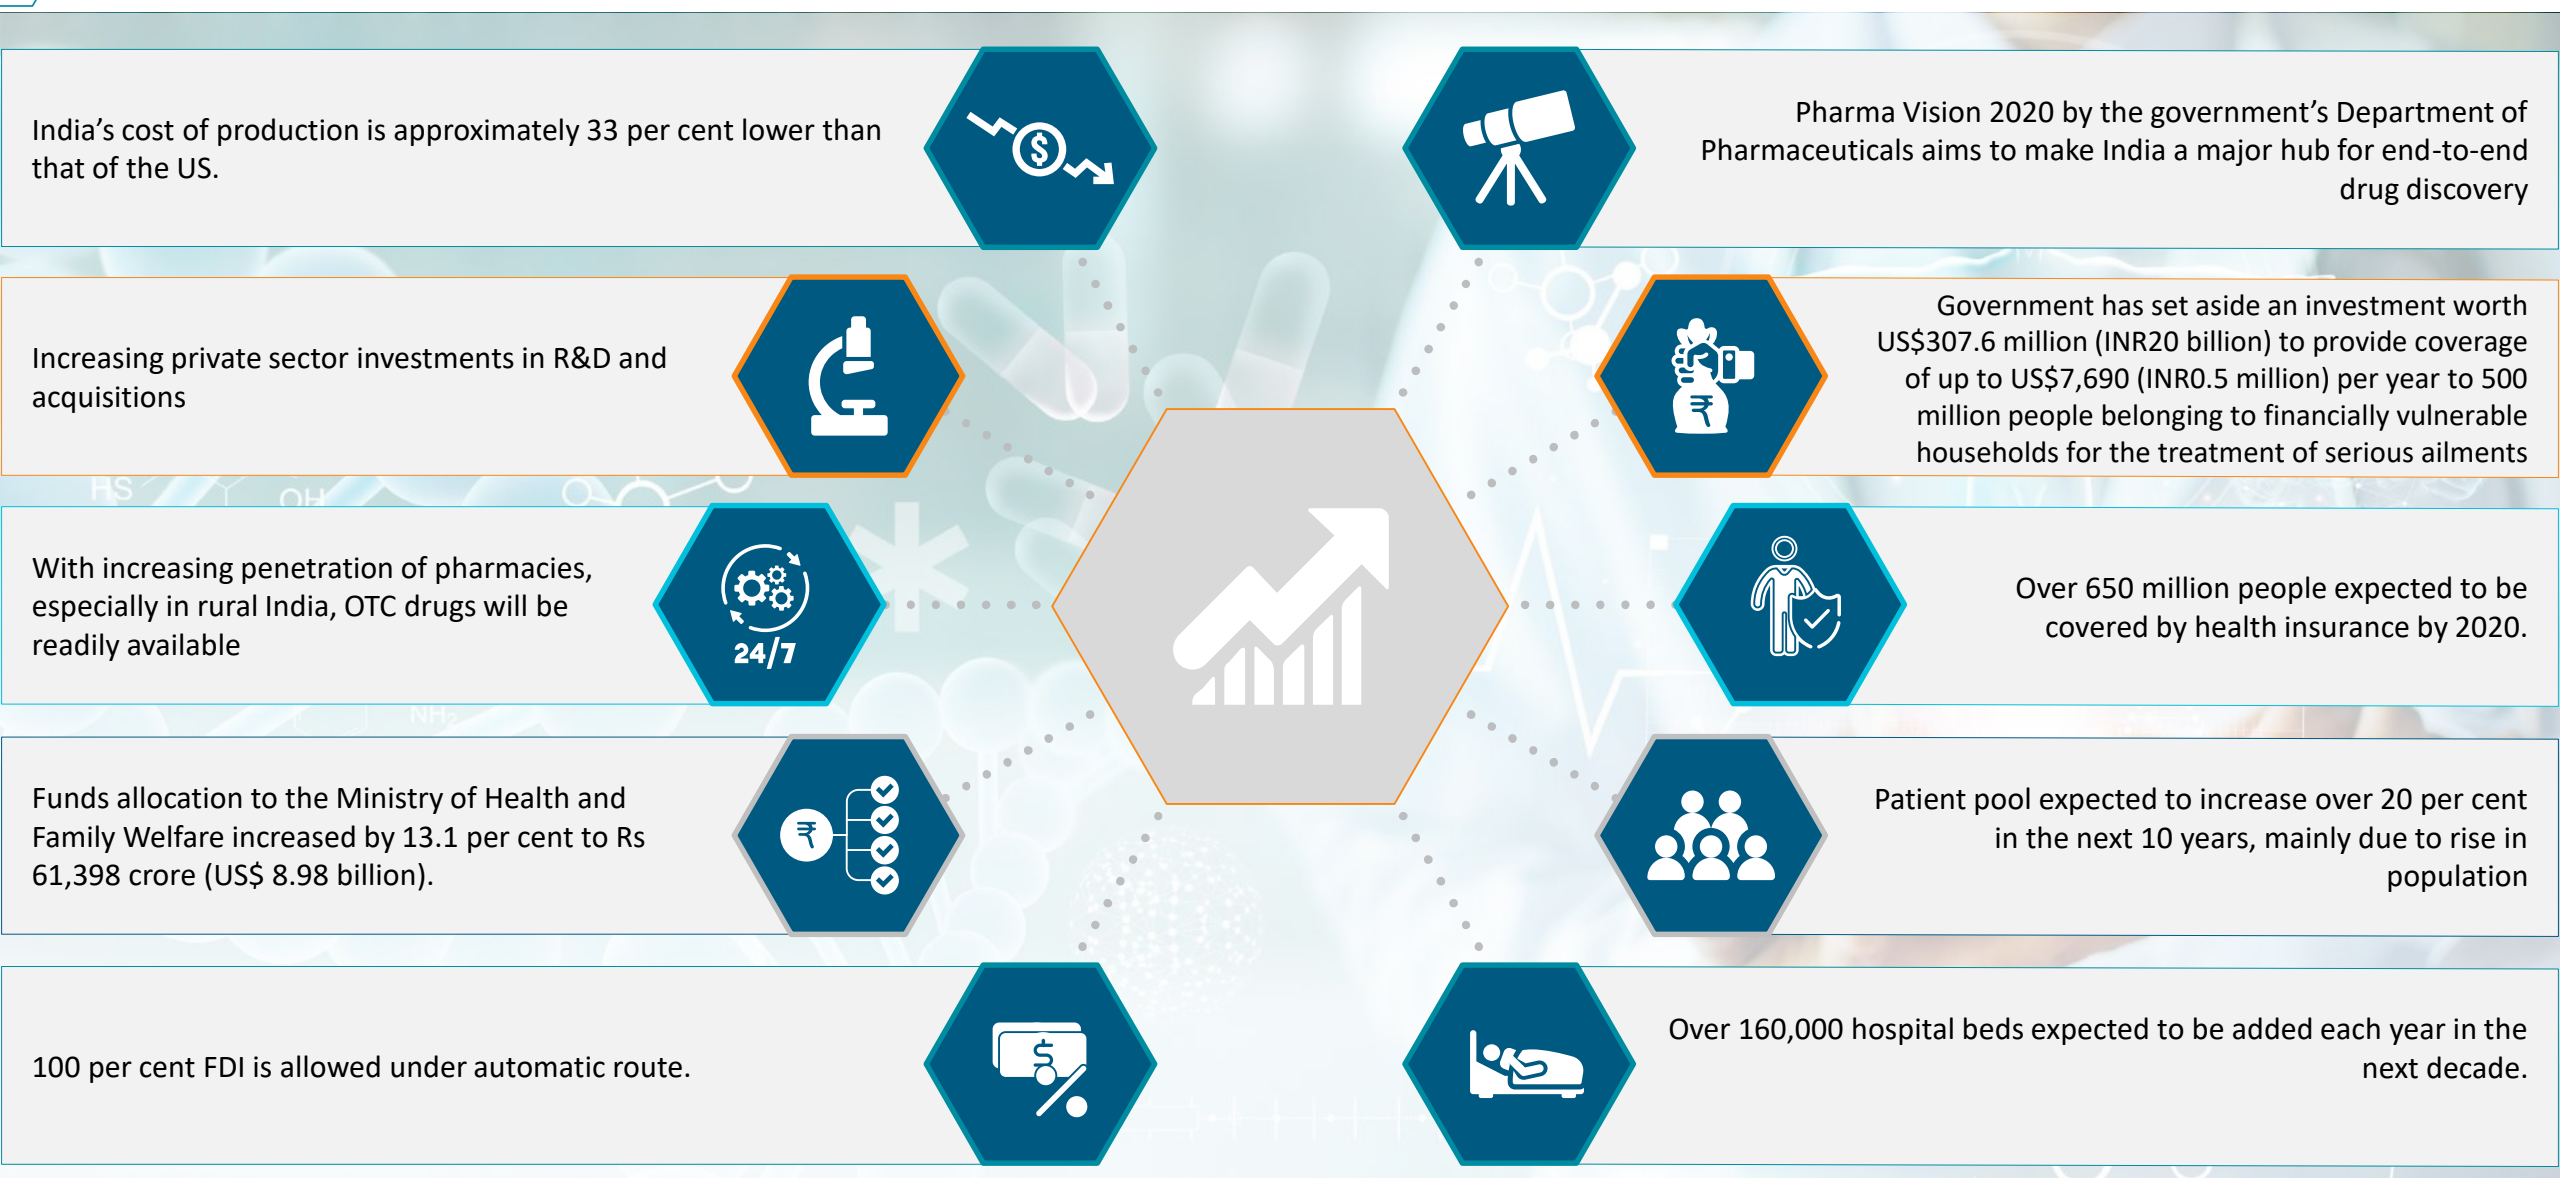 India's cost of production is approximately 33 per cent lower than
that of the US.
Increasing private sector investments in R&D and
acquisitions
With increasing penetration of pharmacies,
especially in rural India, OTC drugs will be
readily available
24/7
Funds allocation to the Ministry of Health and
Family Welfare increased by 13.1 per cent to Rs
61,398 crore (US$ 8.98 billion).
100 per cent FDI is allowed under automatic route.
Pharma Vision 2020 by the government's Department of
Pharmaceuticals aims to make India a major hub for end-to-end
drug discovery
Government has set aside an investment worth
US$307.6 million (INR20 billion) to provide coverage
of up to US$7,690 (INR0.5 million) per year to 500
million people belonging to financially vulnerable
households for the treatment of serious ailments
Over 650 million people expected to be
covered by health insurance by 2020.
Patient pool expected to increase over 20 per cent
in the next 10 years, mainly due to rise in
population
Over 160,000 hospital beds expected to be added each year in the
next decade.
HS
OH
NH₂
$
₹
₹
$